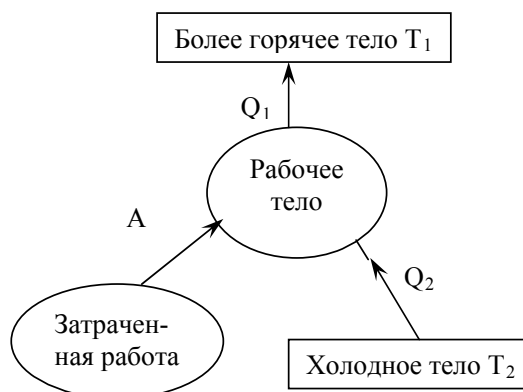 Более горячее тело T₁
Q₁
Рабочее
тело
A
Q₂
Затрачен-
ная работа
Холодное тело T₂